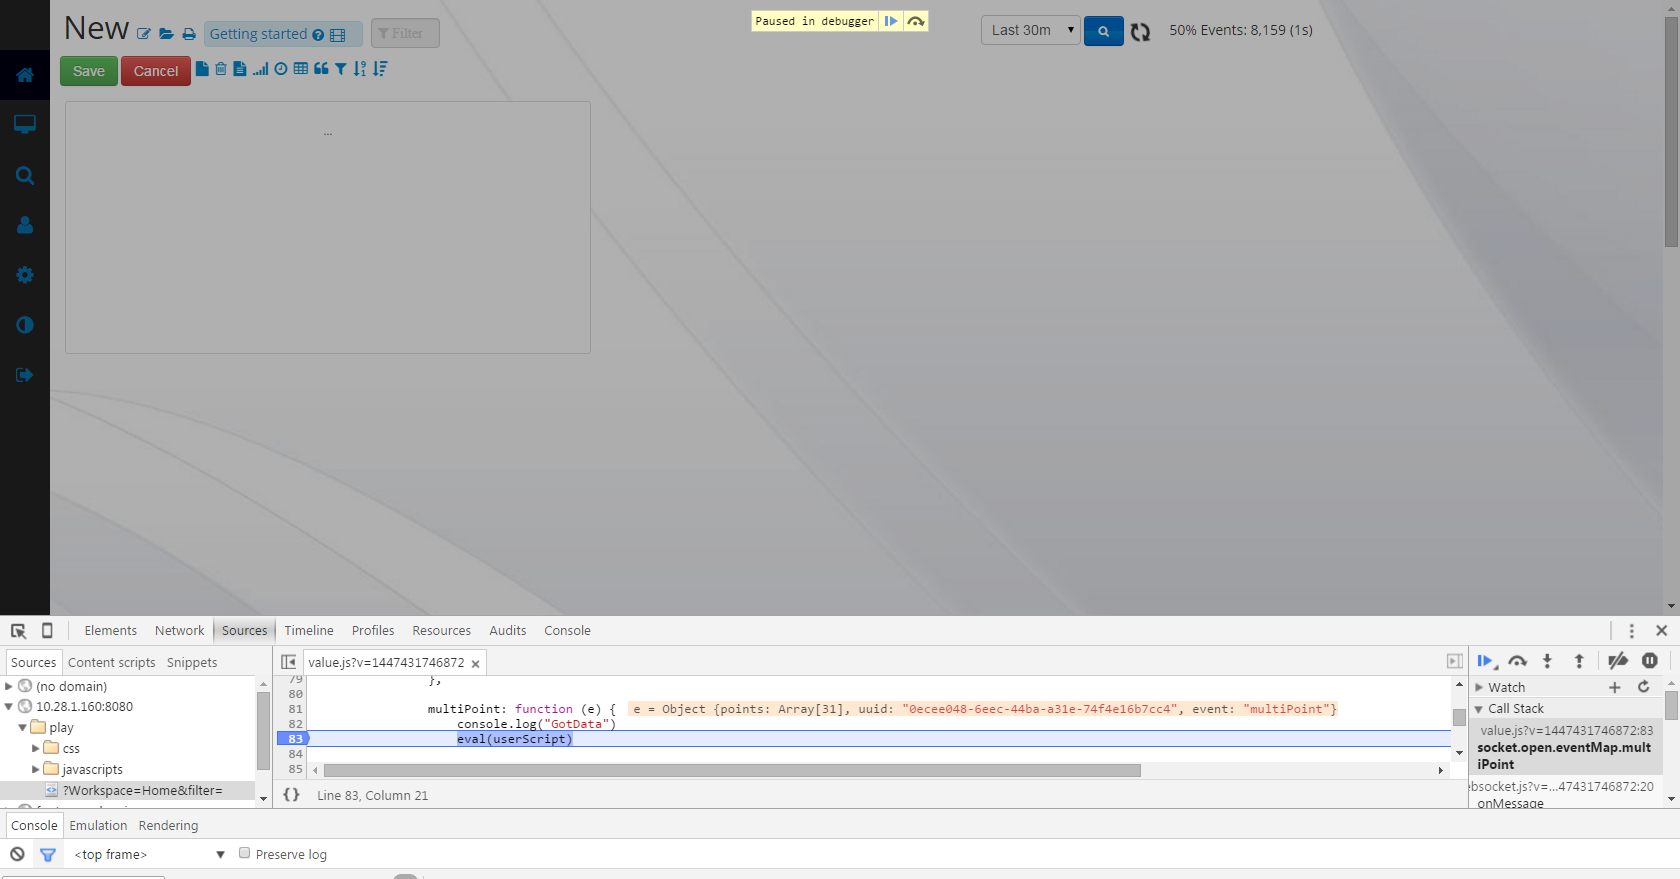 New Getting started Filter
Paused in debugger
Last 30m 50% Events: 8,159 (1s)
Save Cancel
...
Elements Network Sources Timeline Profiles Resources Audits Console
Sources Content scripts Snippets
value.js?v=1447431746872 ×
(no domain)
10.28.1.160:8080
play
css
javascripts
?Workspace=Home&filter=
79 },
80
81 multiPoint: function (e) { e = Object {points: Array[31], uuid: "0ecee048-6eec-44ba-a31e-74f4e16b7cc4", event: "multiPoint"}
82 console.log("GotData")
83 eval(userScript)
84
85
{} Line 83, Column 21
Watch
Call Stack
value.js?v=1447431746872:83
socket.open.eventMap.mult
iPoint
bsocket.js?v=...47431746872:20
onMessage
Console Emulation Rendering
<top frame> Preserve log